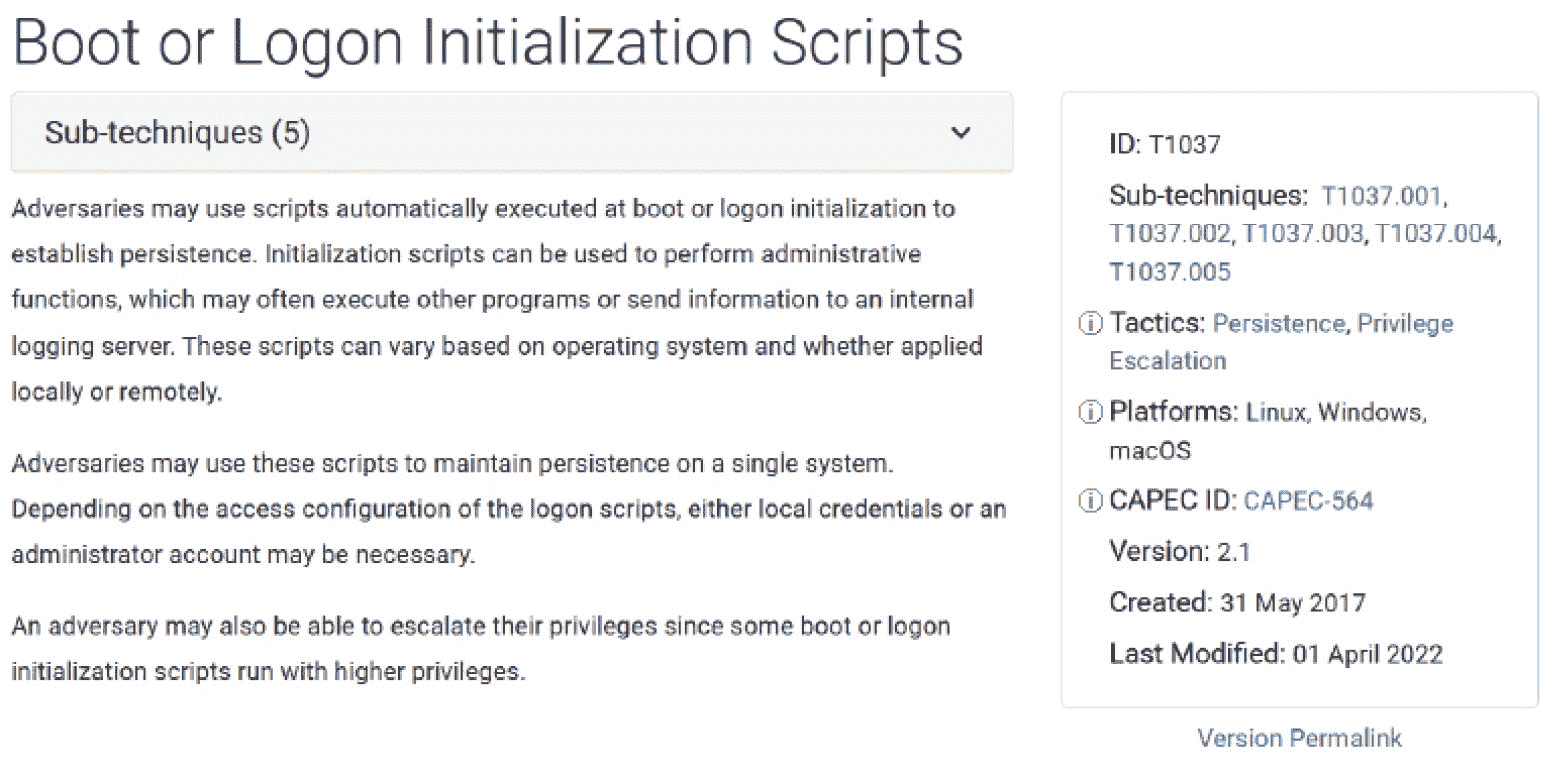 Boot or Logon Initialization Scripts
Sub-techniques (5)
Adversaries may use scripts automatically executed at boot or logon initialization to
establish persistence. Initialization scripts can be used to perform administrative
functions, which may often execute other programs or send information to an internal
logging server. These scripts can vary based on operating system and whether applied
locally or remotely.
Adversaries may use these scripts to maintain persistence on a single system.
Depending on the access configuration of the logon scripts, either local credentials or an
administrator account may be necessary.
An adversary may also be able to escalate their privileges since some boot or logon
initialization scripts run with higher privileges.
ID: T1037
Sub-techniques: T1037.001,
T1037.002, T1037.003, T1037.004,
T1037.005
Tactics: Persistence, Privilege
Escalation
Platforms: Linux, Windows,
macOS
CAPEC ID: CAPEC-564
Version: 2.1
Created: 31 May 2017
Last Modified: 01 April 2022
Version Permalink